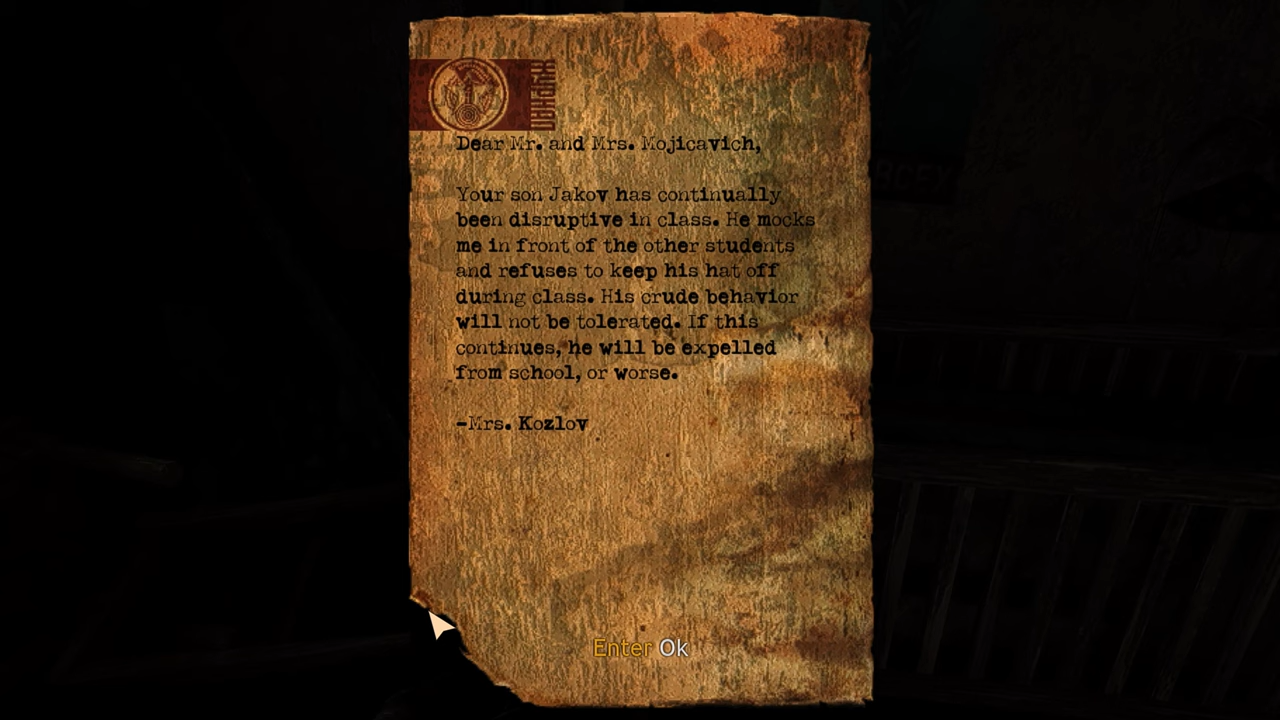 Dear Mr. and Mrs. Mojicavich,
Your son Jakov has continually
been disruptive in class. He mocks
me in front of the other students
and refuses to keep his hat off
during class. His crude behavior
will not be tolerated. If this
continues, he will be expelled
from school, or worse.
-Mrs. Kozlov
Enter Ok